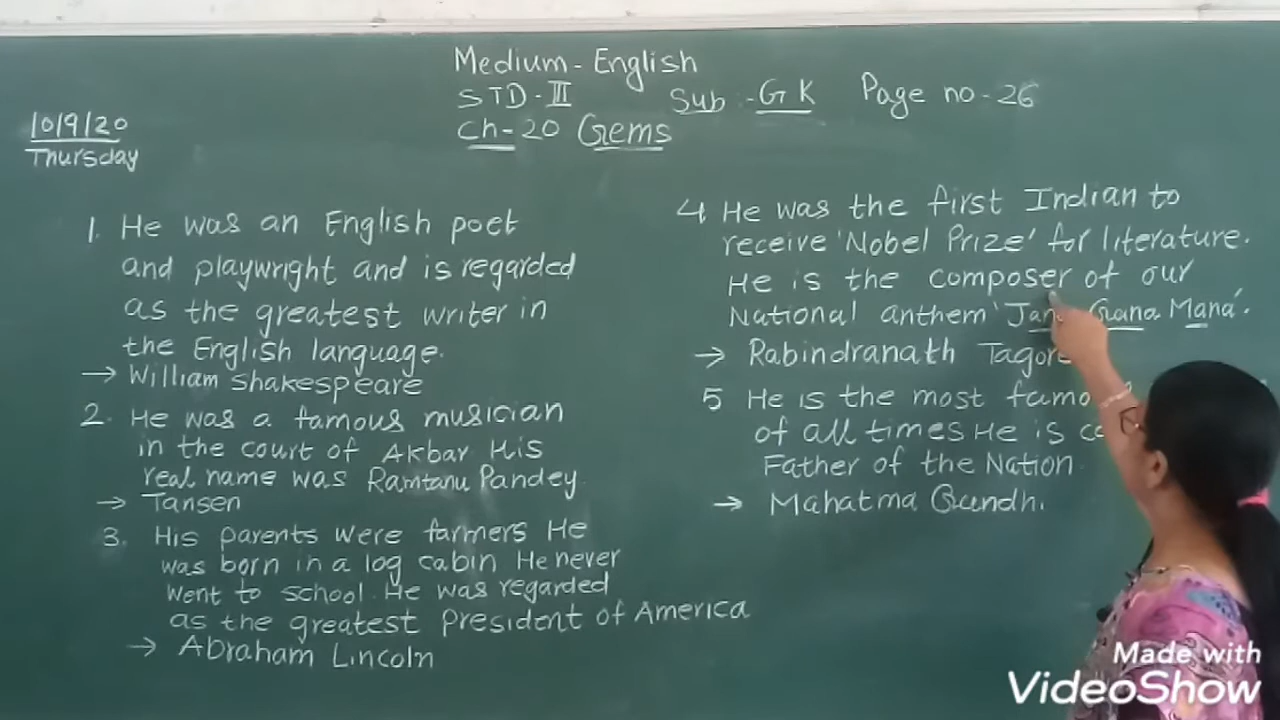 Medium - English
STD - III Sub :- G K Page no - 26
Ch - 20 Gems
10/9/20
Thursday
1. He was an English poet
and playwright and is regarded
as the greatest writer in
the English language.
→ William Shakespeare
2. He was a famous musician
in the court of Akbar His
real name was Ramtanu Pandey
→ Tansen
3. His parents were farmers He
was born in a log cabin He never
went to school. He was regarded
as the greatest President of America
→ Abraham Lincoln
4 He was the first Indian to
receive 'Nobel Prize' for literature.
He is the composer of our
National anthem 'Jana Gana Mana'.
→ Rabindranath Tagore
5 He is the most
of all times He is
Father of the Nation
→ Mahatma Gandhi
Made with
VideoShow